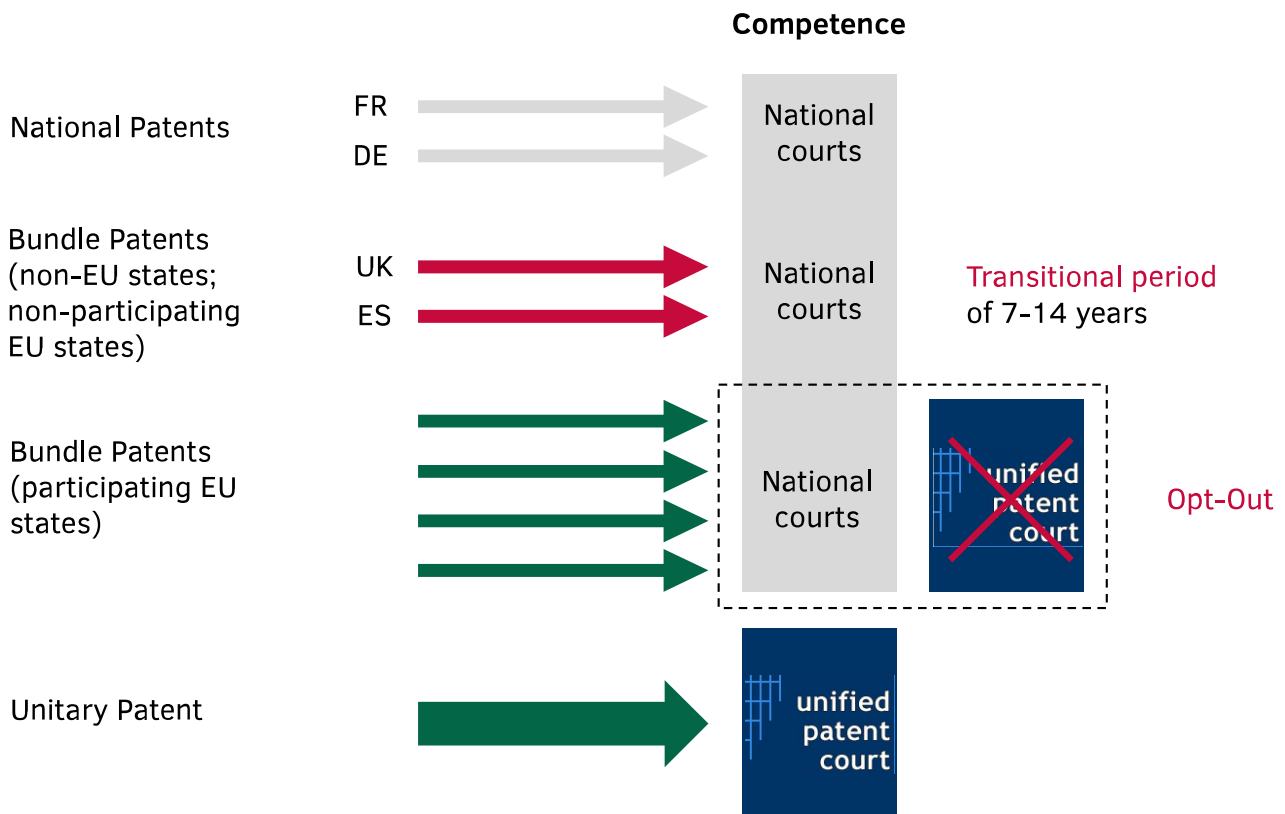 Competence
National Patents
FR
DE
National
courts
Bundle Patents
(non-EU states;
non-participating
EU states)
UK
ES
National
courts
Transitional period
of 7-14 years
Bundle Patents
(participating EU
states)
National
courts
unified
patent
court
Opt-Out
Unitary Patent
unified
patent
court